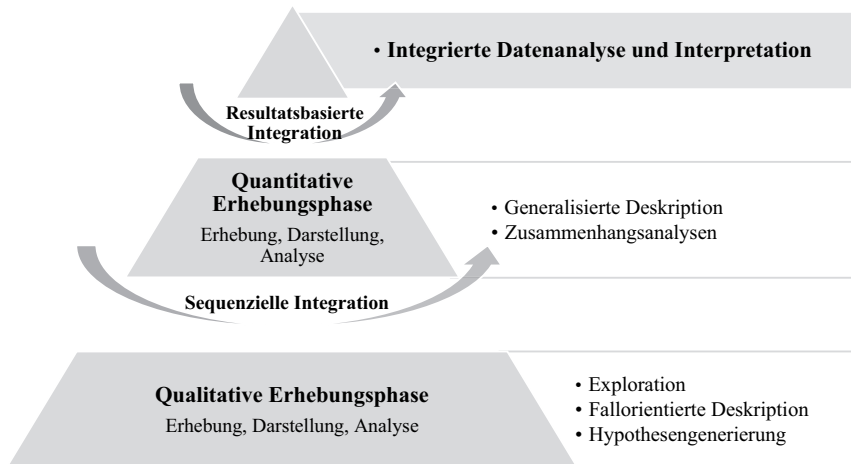 • Integrierte Datenanalyse und Interpretation
Resultatsbasierte
Integration
Quantitative
Erhebungsphase
Erhebung, Darstellung,
Analyse
• Generalisierte Deskription
• Zusammenhangsanalysen
Sequenzielle Integration
Qualitative Erhebungsphase
Erhebung, Darstellung, Analyse
• Exploration
• Fallorientierte Deskription
• Hypothesengenerierung